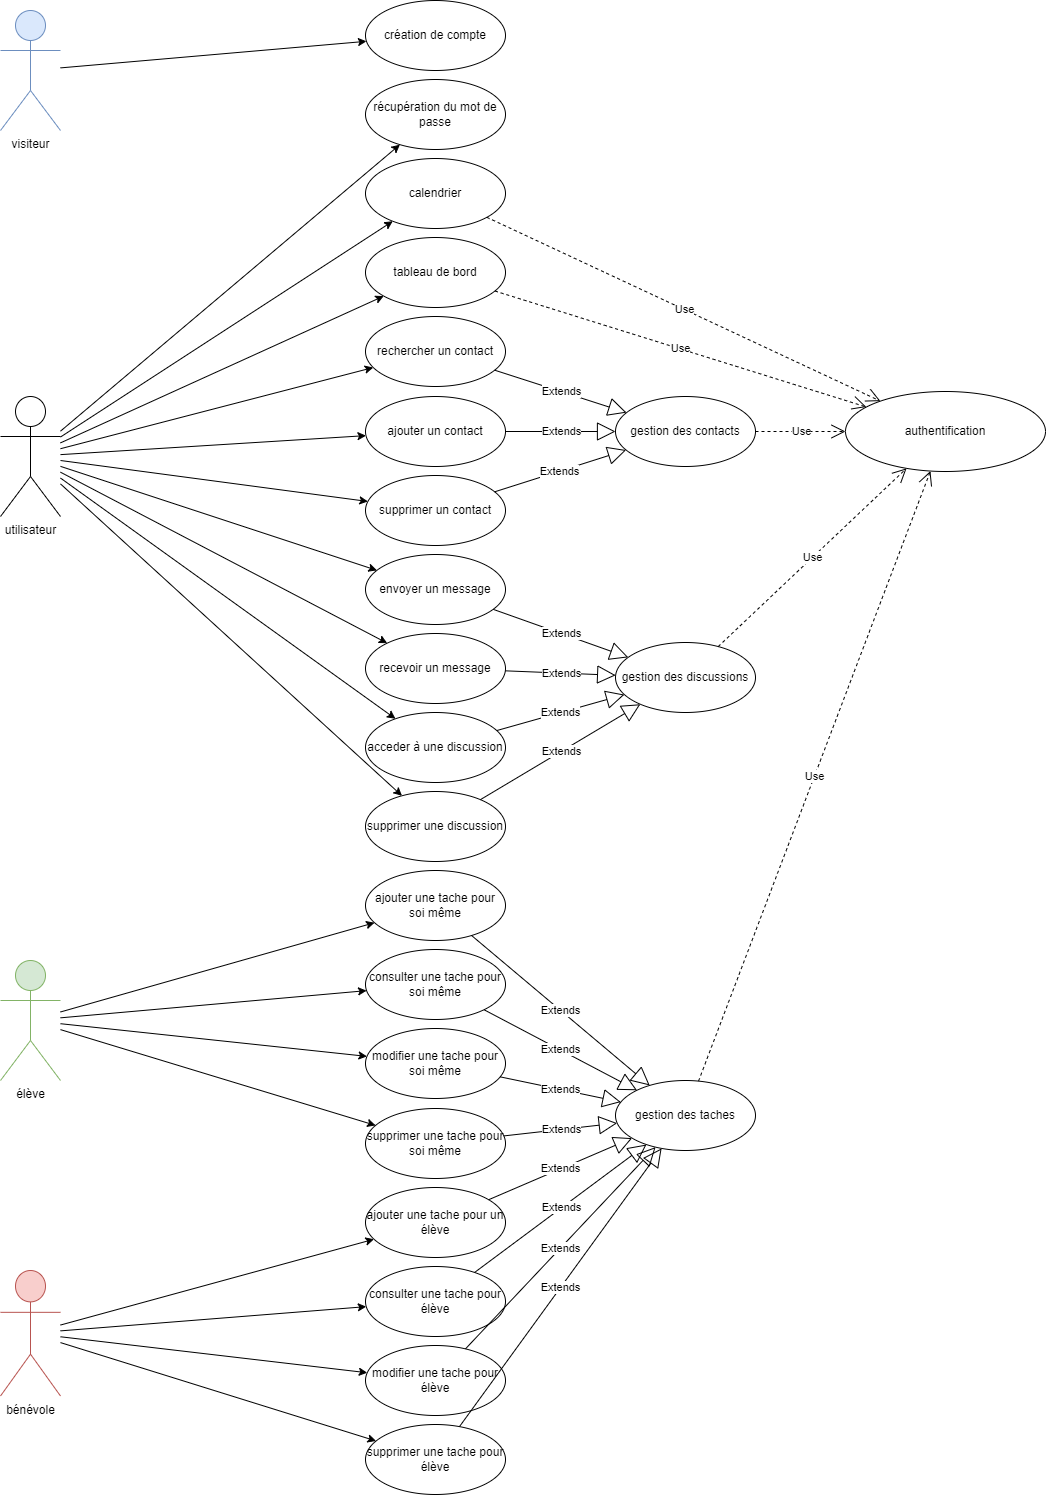 création de compte
visiteur
récupération du mot de
passe
calendrier
tableau de bord
Use
Use
rechercher un contact
Extends
utilisateur
ajouter un contact
Extends
gestion des contacts
Use
authentification
Extends
supprimer un contact
envoyer un message
Use
Extends
recevoir un message
Extends
gestion des discussions
Extends
acceder à une discussion
Extends
Use
supprimer une discussion
ajouter une tache pour
soi même
élève
consulter une tache pour
soi même
Extends
Extends
modifier une tache pour
soi même
Extends
gestion des taches
Extends
supprimer une tache pour
soi même
Extends
ajouter une tache pour un
élève
Extends
Extends
Extends
consulter une tache pour
élève
bénévole
modifier une tache pour
élève
supprimer une tache pour
élève